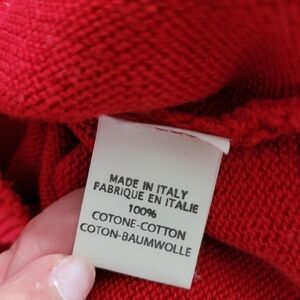 MADE IN ITALY
FABRIQUE EN ITALIE
100%
COTONE-COTTON
COTON-BAUMWOLLE